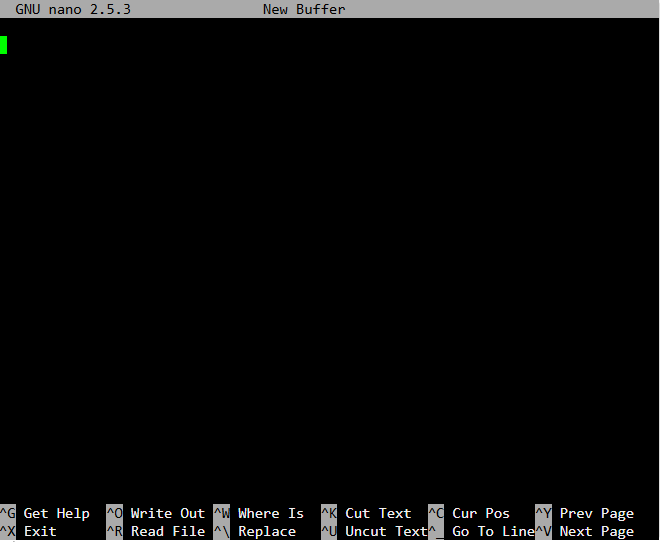 GNU nano 2.5.3 New Buffer
^G Get Help ^O Write Out ^W Where Is ^K Cut Text ^C Cur Pos ^Y Prev Page
^X Exit ^R Read File ^\ Replace ^U Uncut Text ^_ Go To Line ^V Next Page